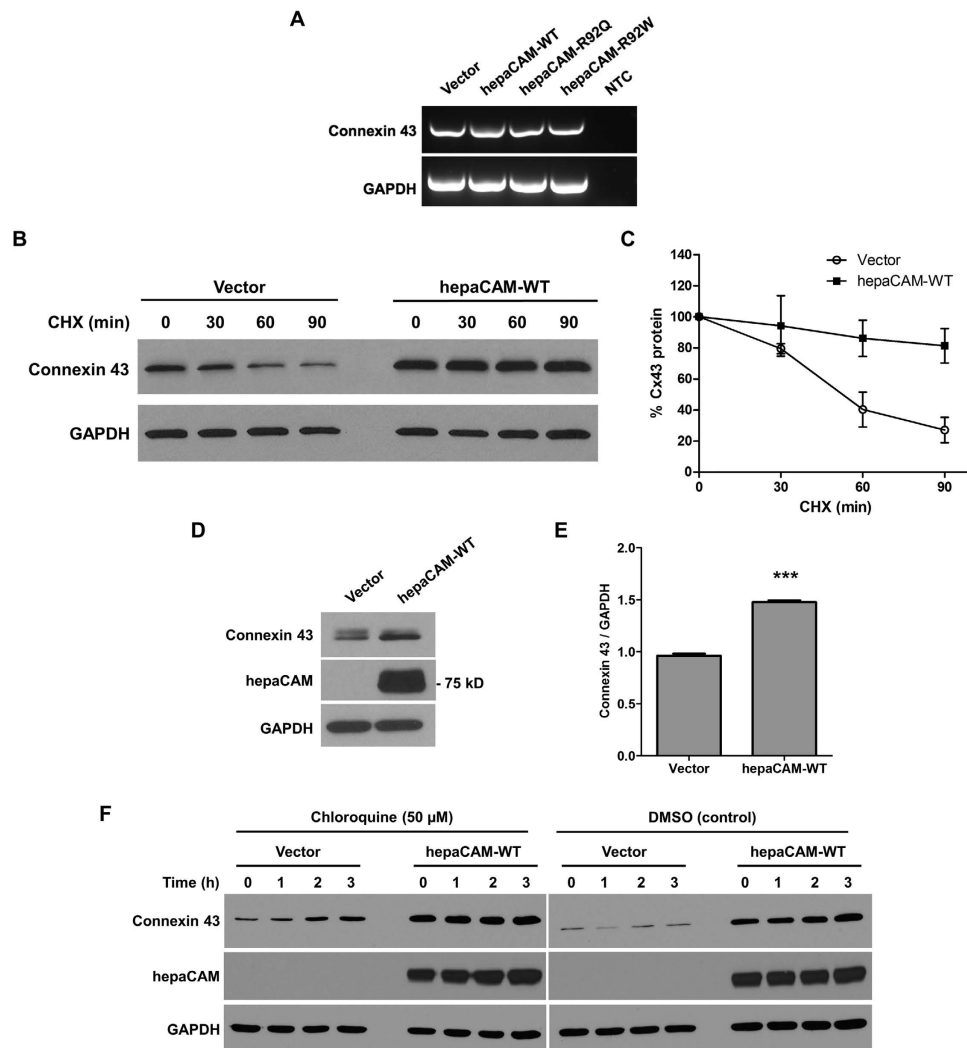 A
Vector hepaCAM-WT hepaCAM-R92Q hepaCAM-R92W NTC
Connexin 43
GAPDH
B
Vector hepaCAM-WT
CHX (min) 0 30 60 90 0 30 60 90
Connexin 43
GAPDH
C
140
120
100
80
60
40
20
0
% Cx43 protein
Vector
hepaCAM-WT
0 30 60 90
CHX (min)
D
Vector hepaCAM-WT
Connexin 43
hepaCAM - 75 kD
GAPDH
E
2.0
1.5
1.0
0.5
0.0
Connexin 43 / GAPDH
***
Vector hepaCAM-WT
F
Chloroquine (50 µM) DMSO (control)
Vector hepaCAM-WT Vector hepaCAM-WT
Time (h) 0 1 2 3 0 1 2 3 0 1 2 3 0 1 2 3
Connexin 43
hepaCAM
GAPDH